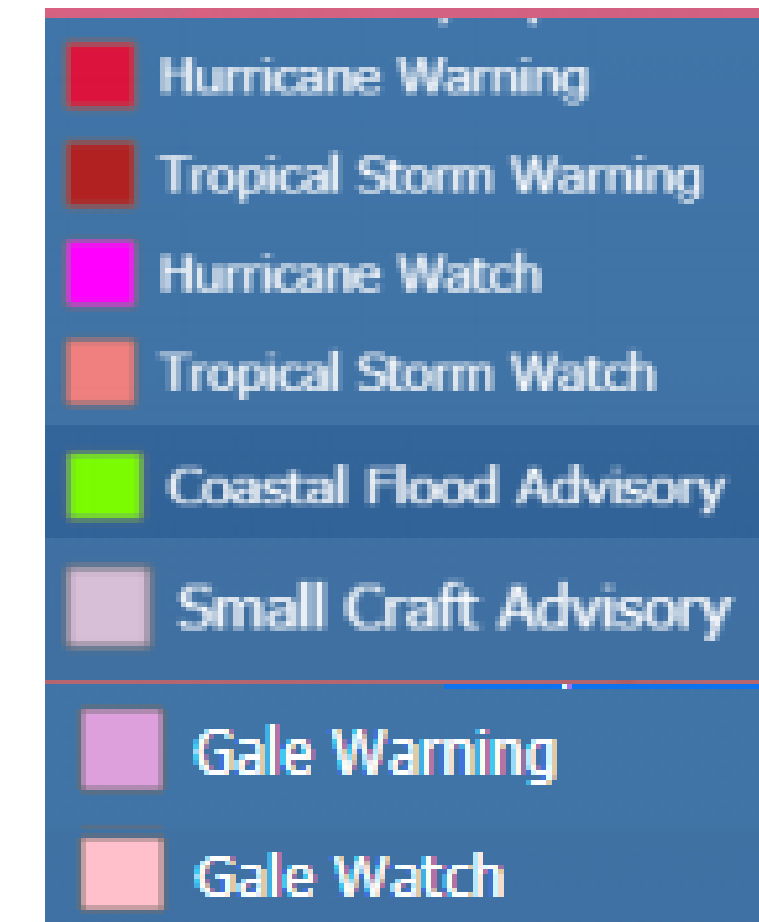 Hurricane Warning
Tropical Storm Warning
Hurricane Watch
Tropical Storm Watch
Coastal Flood Advisory
Small Craft Advisory
Gale Warning
Gale Watch